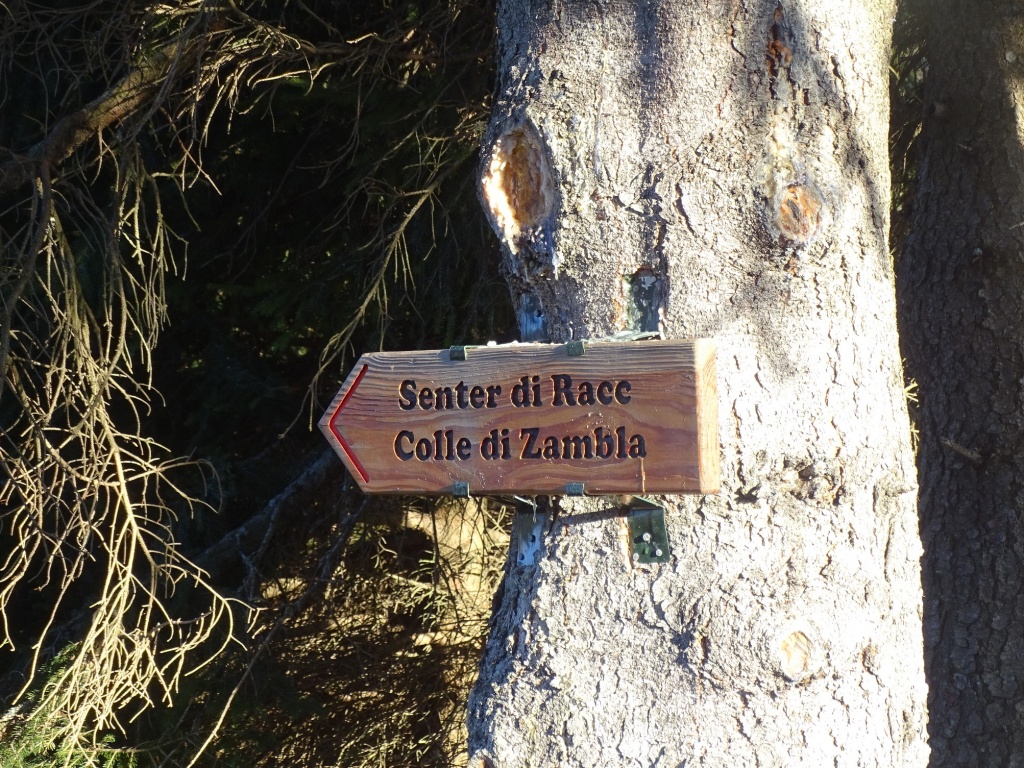 Senter di Racc
Colle di Zambla